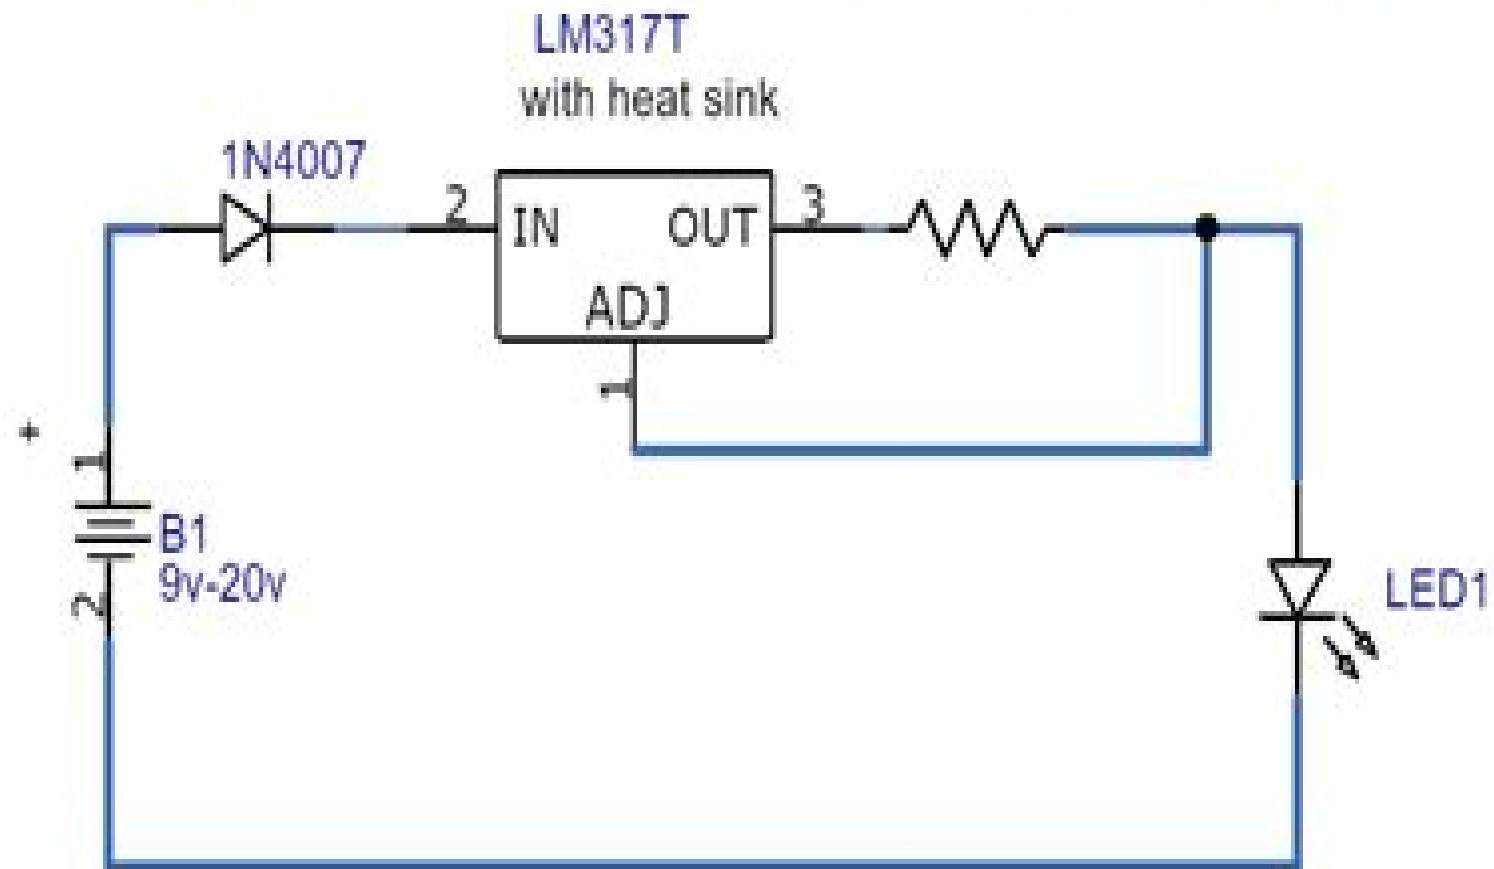 LM317T
with heat sink
1N4007
2
IN
OUT
3
ADJ
1
+
1
B1
9v-20v
2
LED1